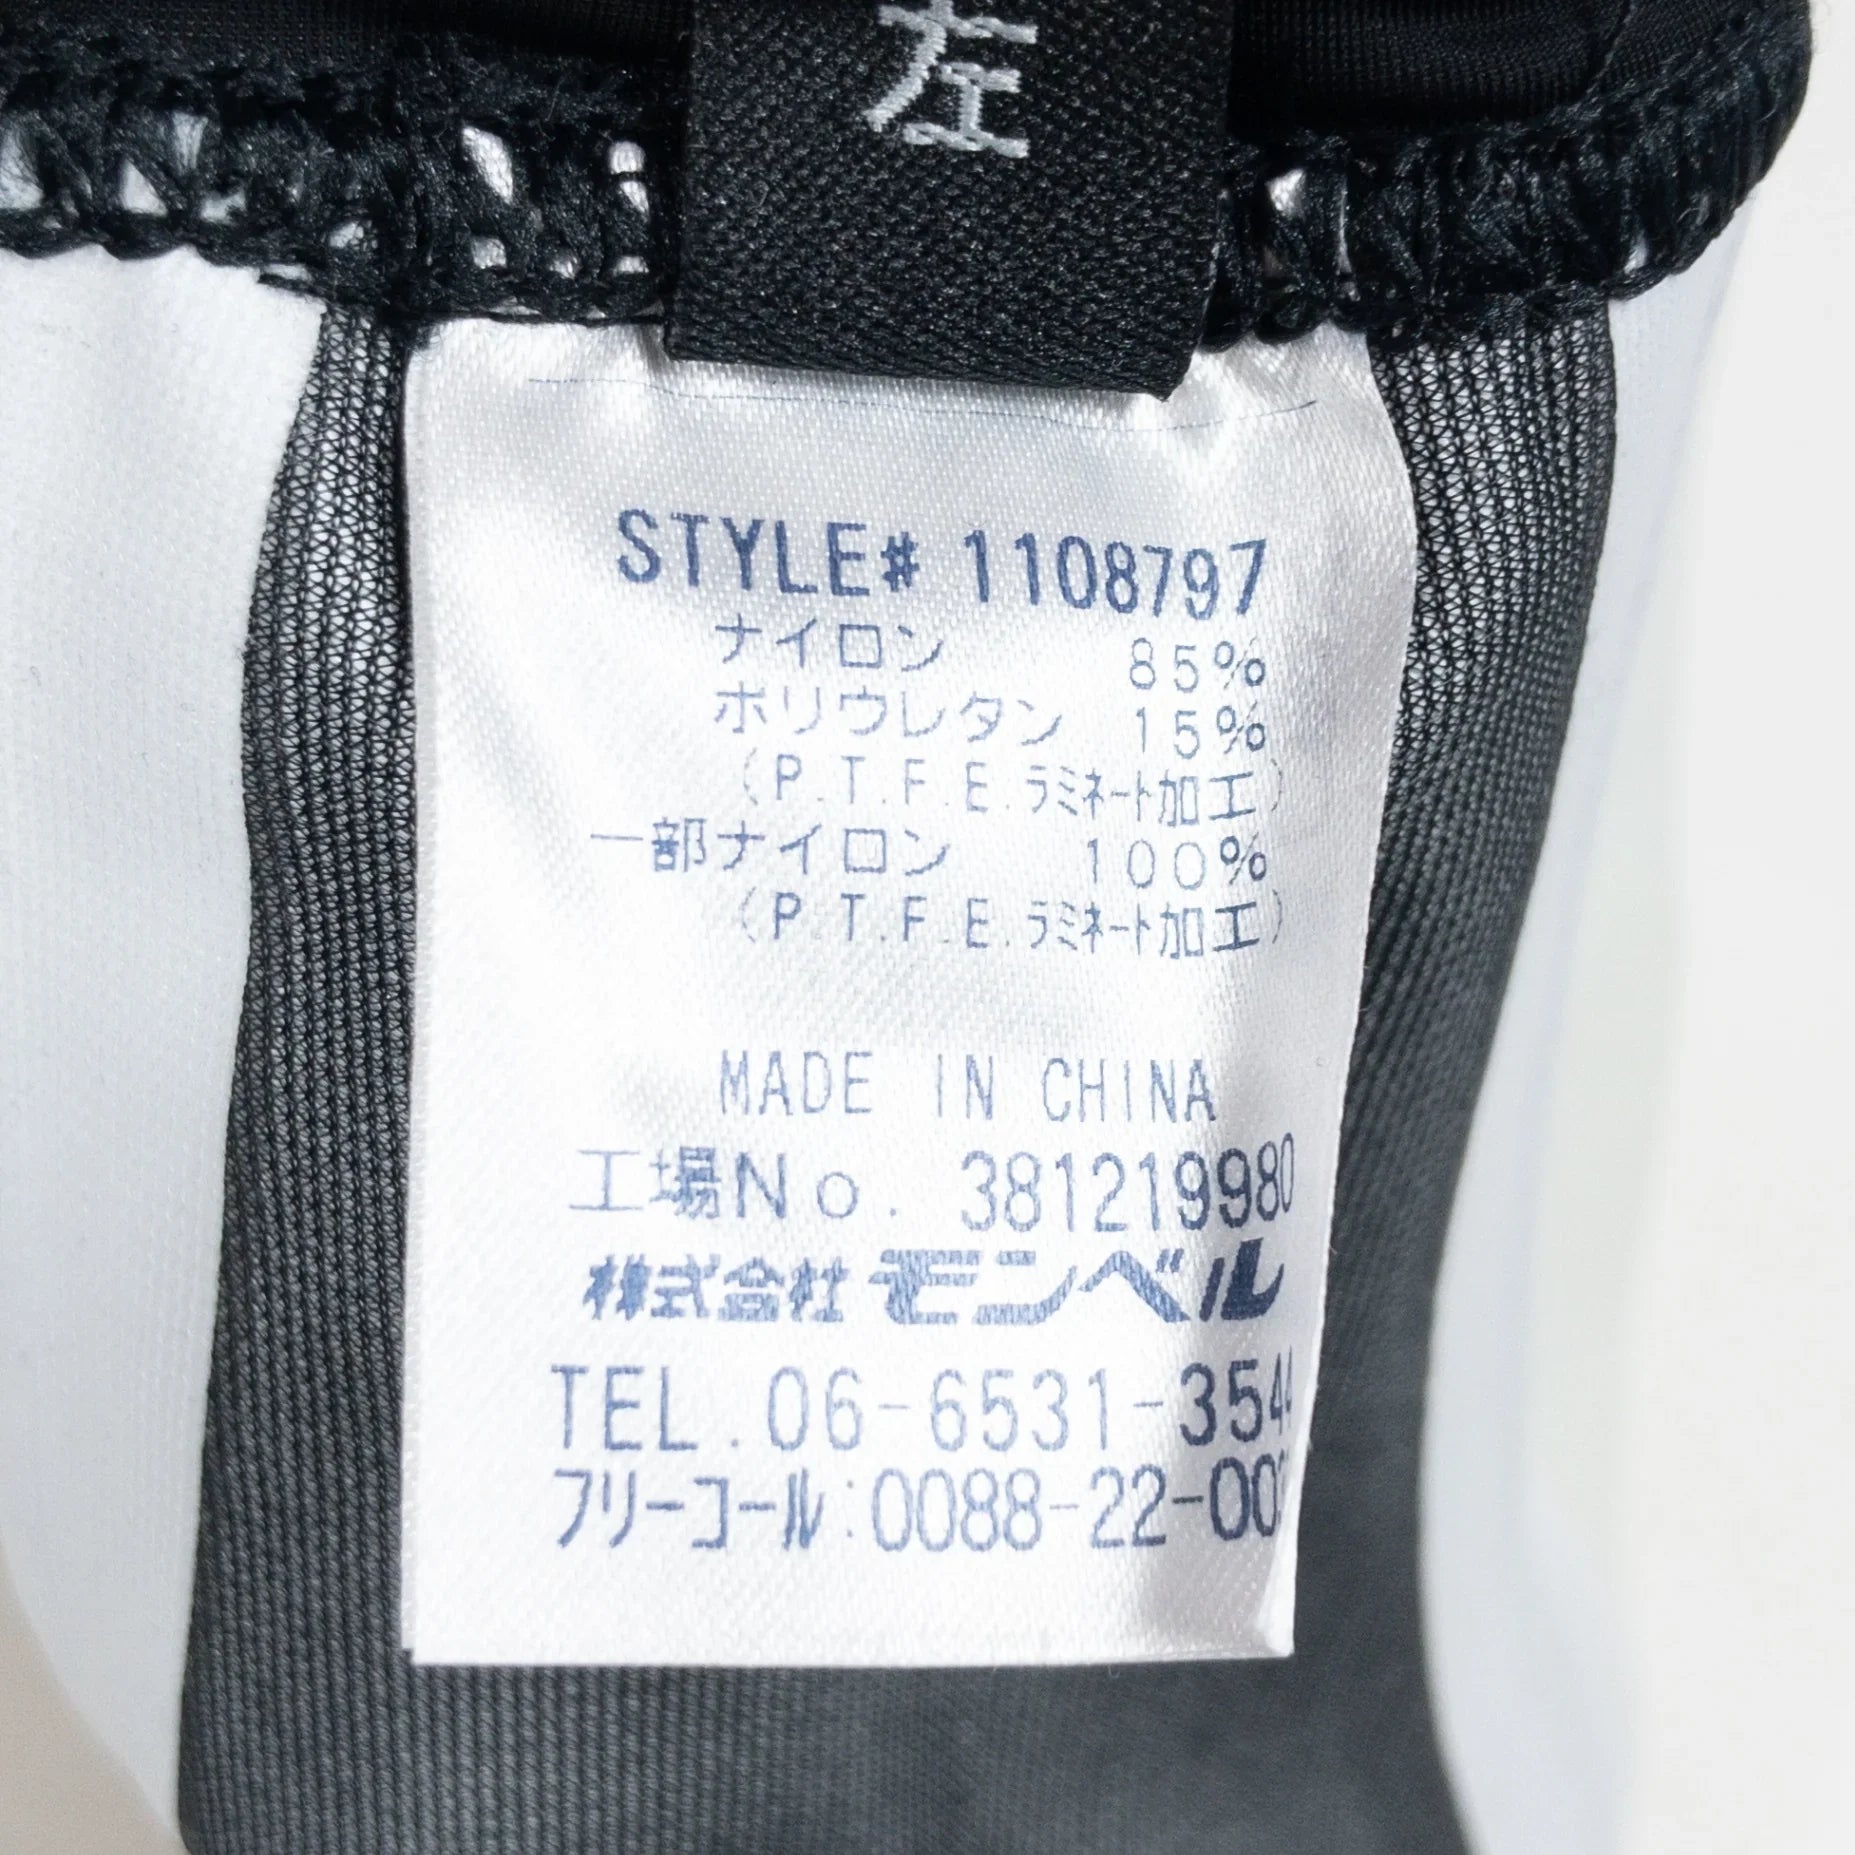 左
STYLE# 1108797
ナイロン 85%
ポリウレタン 15%
(P.T.F.E.ラミネート加工)
一部ナイロン 100%
(P.T.F.E.ラミネート加工)
MADE IN CHINA
工場No. 381219980
株式会社モンベル
TEL. 06-6531-3544
フリーコール:0088-22-00